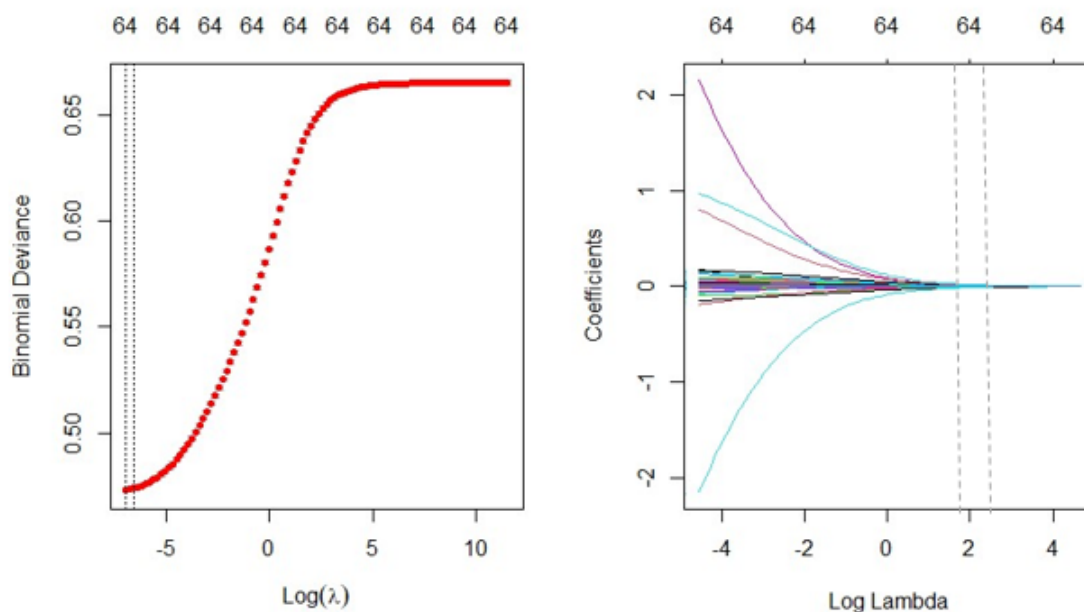 64 64 64 64 64 64 64 64 64 64
Binomial Deviance
0.65
0.60
0.55
0.50
-5 0 5 10
Log(λ)
64 64 64 64 64
Coefficients
2
1
0
-1
-2
-4 -2 0 2 4
Log Lambda